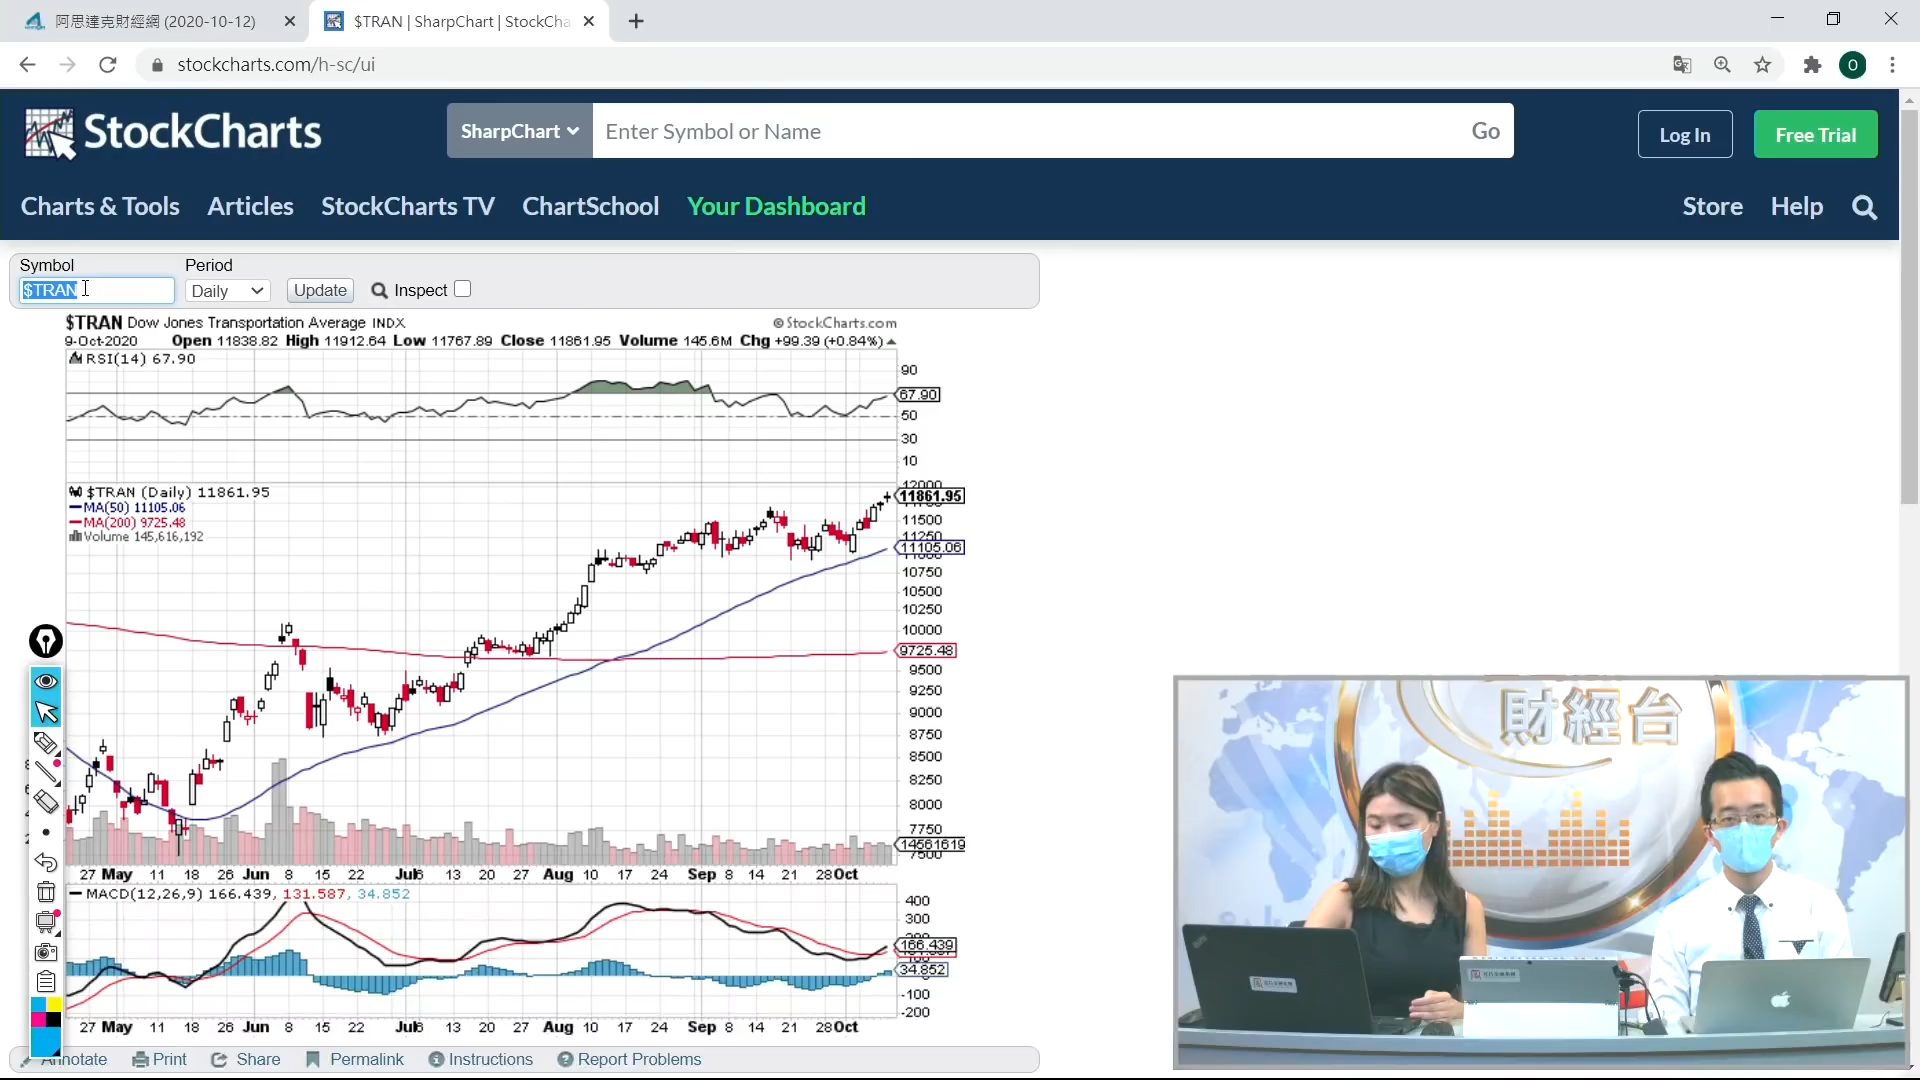 阿思達克財經網 (2020-10-12)
$TRAN | SharpChart | StockCha
stockcharts.com/h-sc/ui
O
StockCharts
SharpChart
Enter Symbol or Name
Go
Log In
Free Trial
Charts & Tools
Articles
StockCharts TV
ChartSchool
Your Dashboard
Store
Help
Symbol
Period
$TRAN
Daily
Update
Inspect
$TRAN Dow Jones Transportation Average INDX
© StockCharts.com
9-Oct-2020
Open 11838.82 High 11912.64 Low 11767.89 Close 11861.95 Volume 145.6M Chg +99.39 (+0.84%)
RSI(14) 67.90
90
67.90
50
30
10
$TRAN (Daily) 11861.95
MA(50) 11105.06
MA(200) 9725.48
Volume 145,616,192
12000
11861.95
11500
11250
11105.06
10750
10500
10250
10000
9725.48
9500
9250
9000
8750
8500
8250
8000
7750
14561619
7500
27 May 11 18 26 Jun 8 15 22 Jul6 13 20 27 Aug 10 17 24 Sep 8 14 21 28 Oct
MACD(12,26,9) 166.439, 131.587, 34.852
400
300
166.439
34.852
-100
-200
27 May 11 18 26 Jun 8 15 22 Jul6 13 20 27 Aug 10 17 24 Sep 8 14 21 28 Oct
Annotate
Print
Share
Permalink
Instructions
Report Problems
財經台